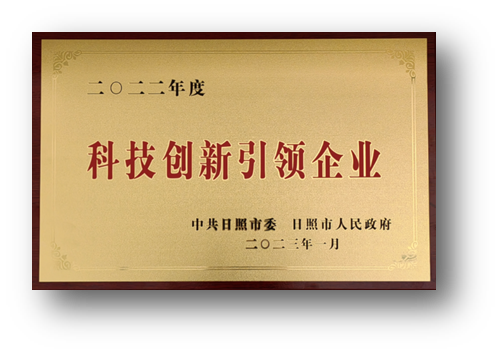 二〇二二年度
科技创新引领企业
中共日照市委 日照市人民政府
二〇二三年一月